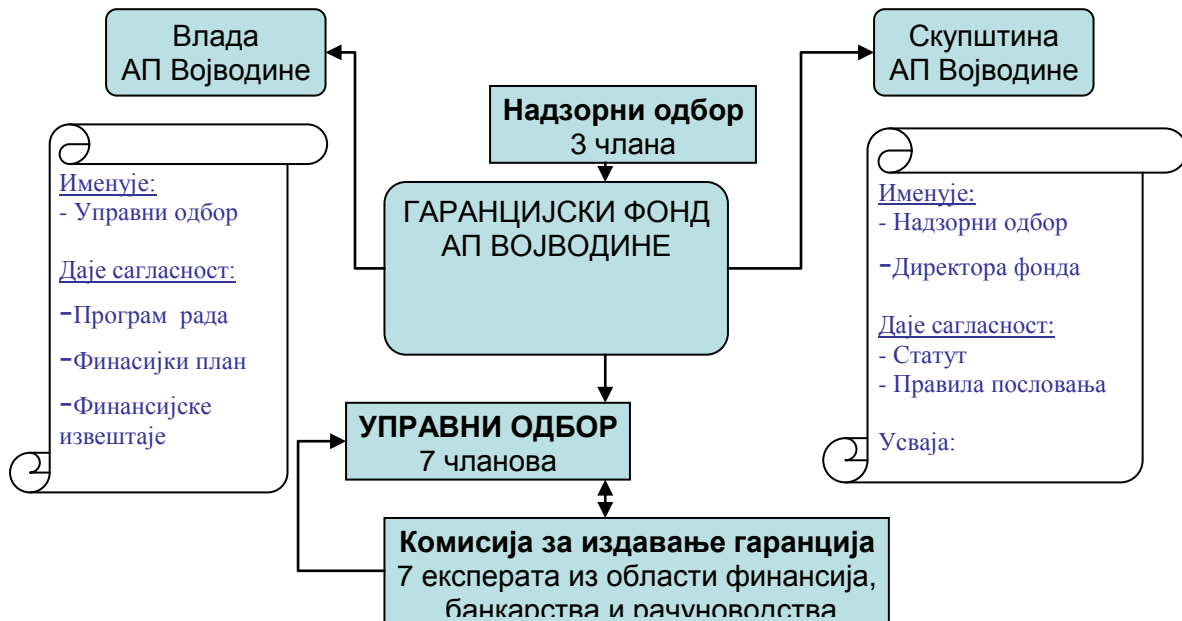 Влада
АП Војводине
Скупштина
АП Војводине
Надзорни одбор
3 члана
Именује:
- Управни одбор
Даје сагласност:
-Програм рада
-Финасијки план
-Финансијске
извештаје
ГАРАНЦИЈСКИ ФОНД
АП ВОЈВОДИНЕ
Именује:
- Надзорни одбор
-Директора фонда
Даје сагласност:
- Статут
- Правила пословања
Усваја:
УПРАВНИ ОДБОР
7 чланова
Комисија за издавање гаранција
7 експерата из области финансија,
банкарства и рачуноводства